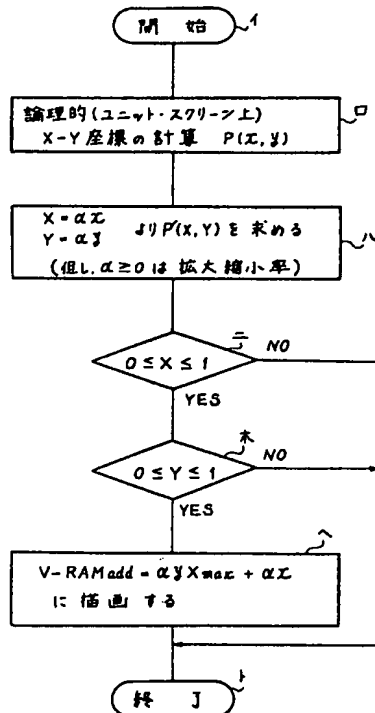 開始
イ
論理的(ユニット・スクリーン上)
X-Y座標の計算 P(x,y)
ロ
X=αx
Y=αy よりP'(X,Y)を求める
(但し、α≥0は拡大縮小率)
ハ
ニ
0≤X≤1
NO
YES
ホ
0≤Y≤1
NO
YES
ヘ
V-RAMadd=αyXmax+αx
に描画する
ト
終了